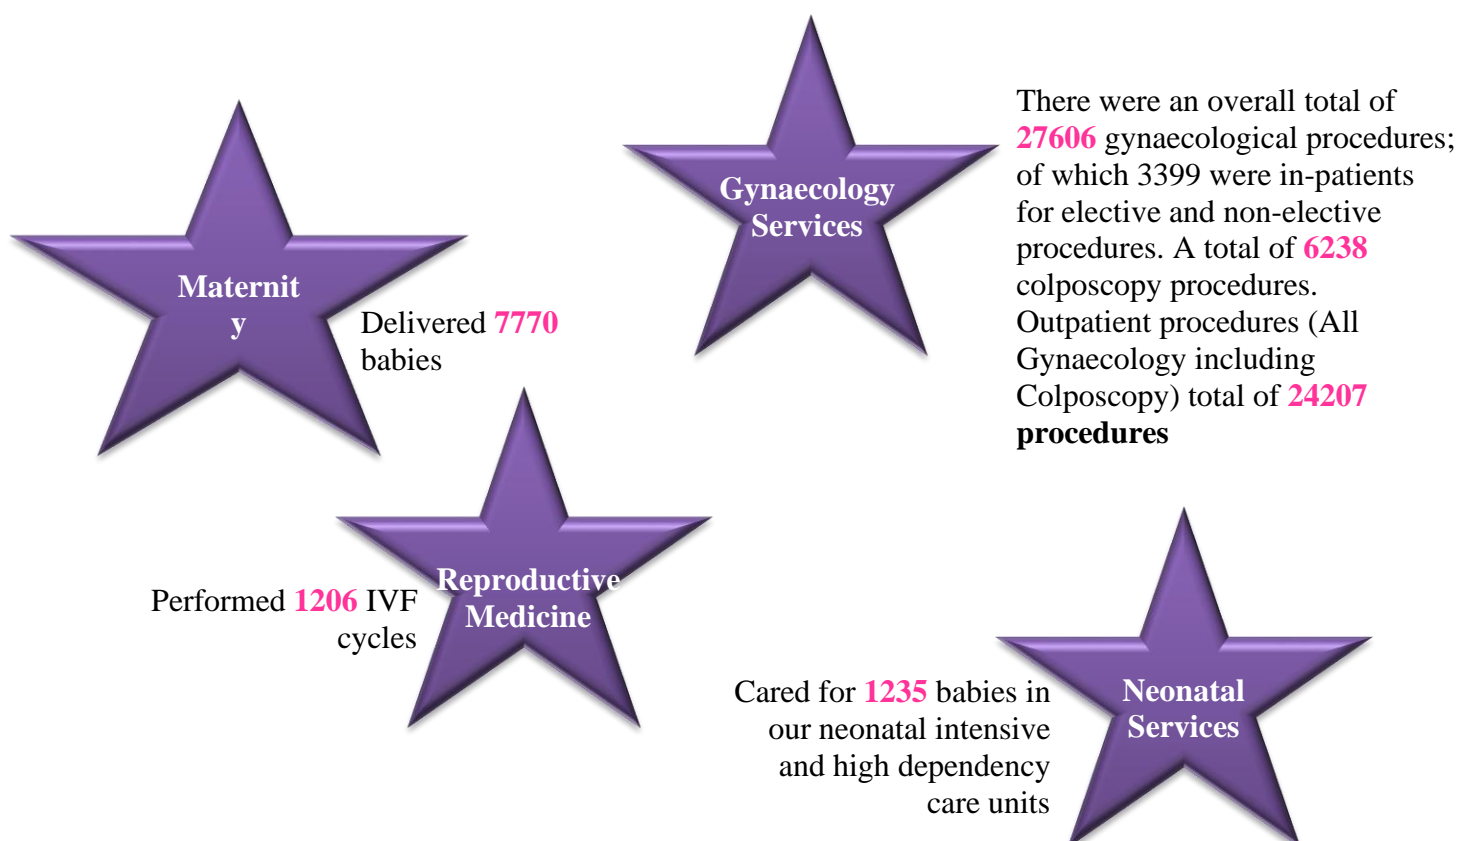 Maternit
y
Delivered 7770
babies
Gynaecology
Services
There were an overall total of
27606 gynaecological procedures;
of which 3399 were in-patients
for elective and non-elective
procedures. A total of 6238
colposcopy procedures.
Outpatient procedures (All
Gynaecology including
Colposcopy) total of 24207
procedures
Performed 1206 IVF
cycles
Reproductive
Medicine
Cared for 1235 babies in
our neonatal intensive
and high dependency
care units
Neonatal
Services